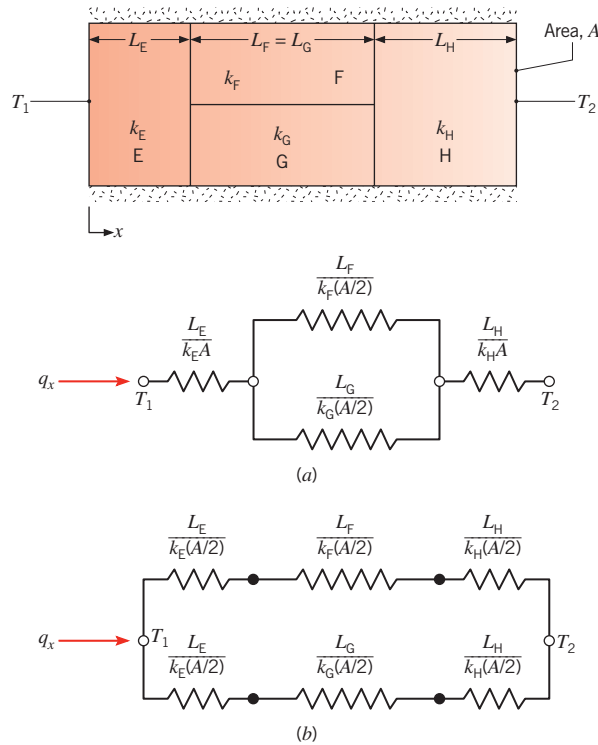 L_E L_F = L_G L_H Area, A
k_F F
T_1 T_2
k_E k_G k_H
E G H
x
L_F
k_F(A/2)
L_E L_H
k_E A k_H A
q_x
T_1 T_2
L_G
k_G(A/2)
(a)
L_E L_F L_H
k_E(A/2) k_F(A/2) k_H(A/2)
q_x T_1 T_2
L_E L_G L_H
k_E(A/2) k_G(A/2) k_H(A/2)
(b)